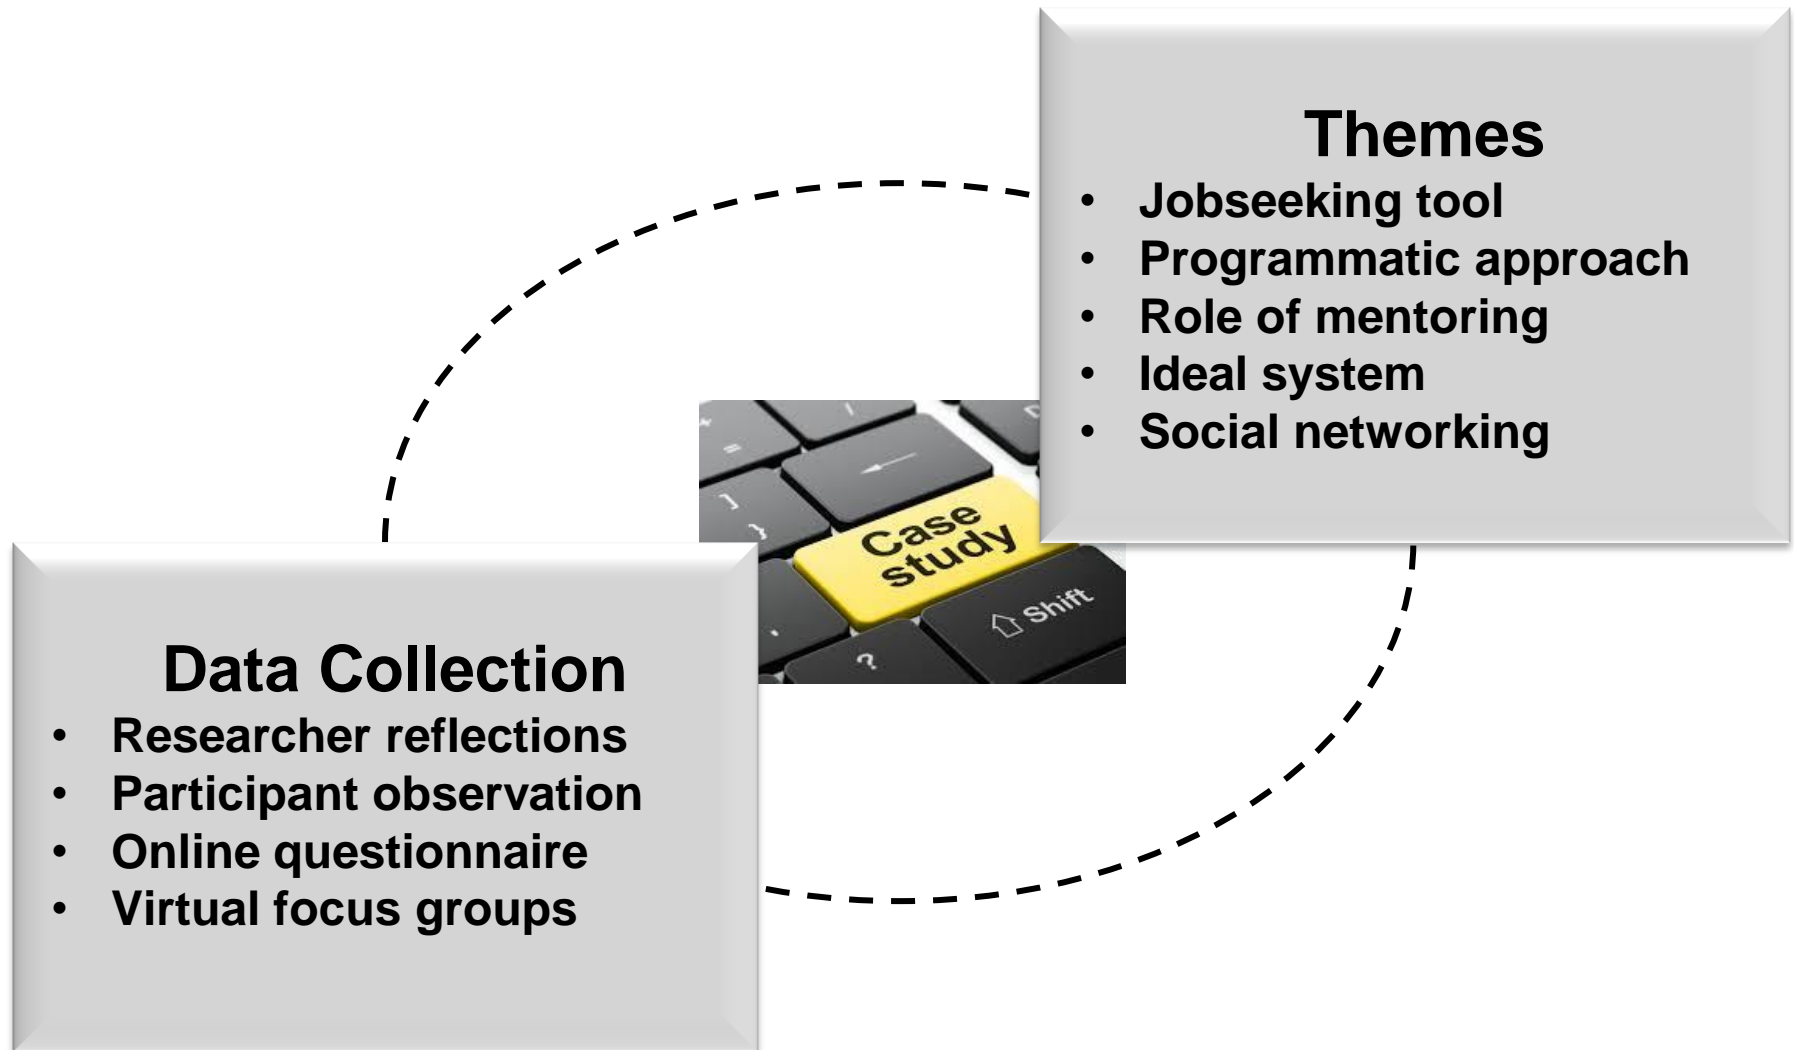 Themes
• Jobseeking tool
• Programmatic approach
• Role of mentoring
• Ideal system
• Social networking
+
=
/
←
]
}
Case
study
,
?
⇧ Shift
Data Collection
• Researcher reflections
• Participant observation
• Online questionnaire
• Virtual focus groups